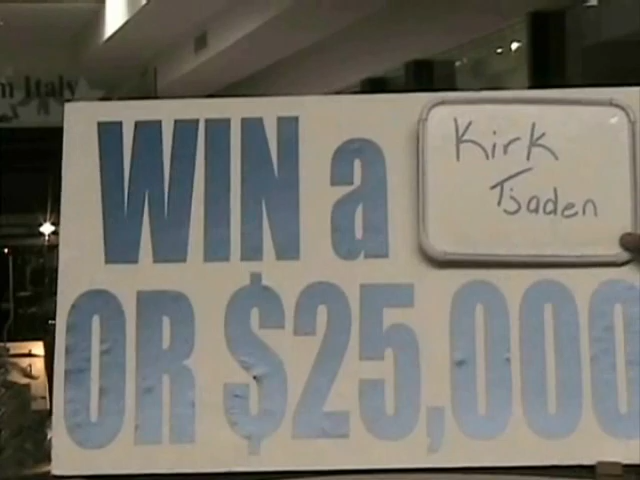 m Italy
WIN a
Kirk
Tjaden
OR $25,000